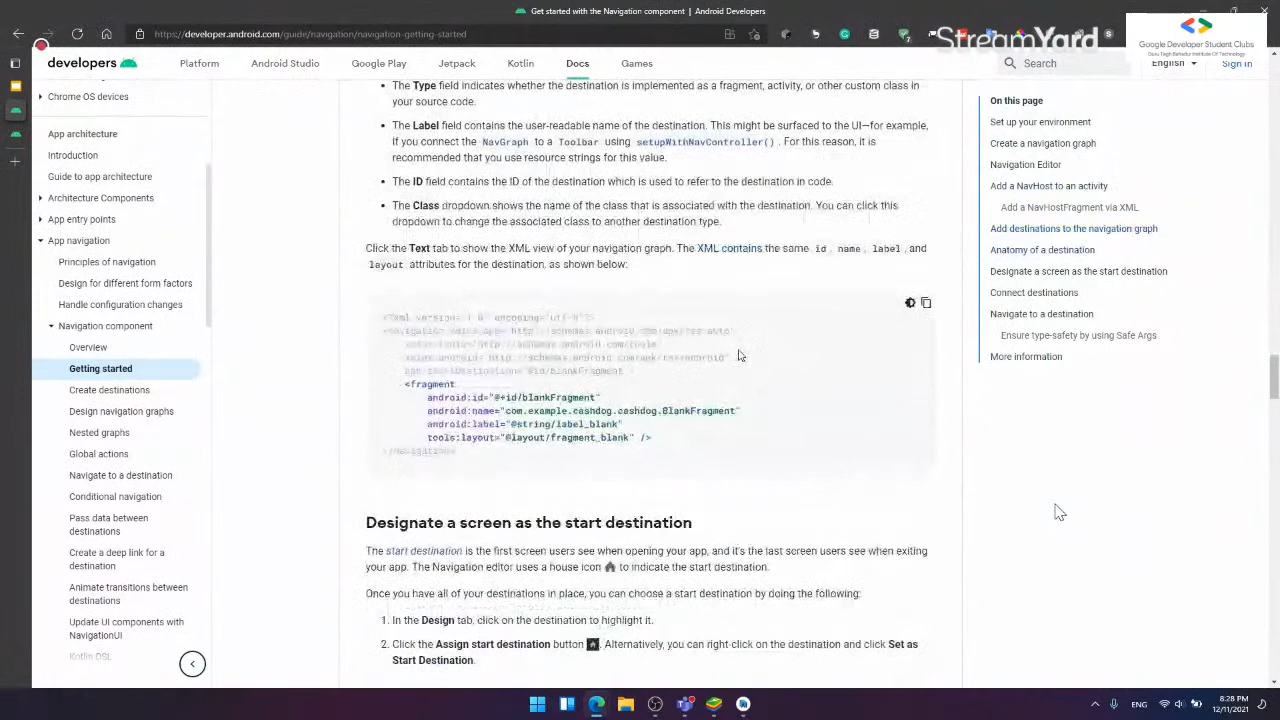 Get started with the Destination component | Android Developers
https://developer.android.com/guide/navigation/navigation-getting-started
StreamYard
Google Developer Student Clubs
Guru Tegh Bahadur Institute Of Technology
developers
Platform
Android Studio
Google Play
Jetpack
Kotlin
Docs
Games
Search
English
Sign in
Chrome OS devices
App architecture
Introduction
Guide to app architecture
Architecture Components
App entry points
App navigation
Principles of navigation
Design for different form factors
Handle configuration changes
Navigation component
Overview
Getting started
Create destinations
Design navigation graphs
Nested graphs
Global actions
Navigate to a destination
Conditional navigation
Pass data between
destinations
Create a deep link for a
destination
Animate transitions between
destinations
Update UI components with
NavigationUI
Kotlin DSL
• The Type field indicates whether the destination is implemented as a fragment, activity, or other custom class in
your source code.
• The Label field contains the user-readable name of the destination. This might be surfaced to the UI—for example,
if you connect the NavGraph to a Toolbar using setupWithNavController(). For this reason, it is
recommended that you use resource strings for this value.
• The ID field contains the ID of the destination which is used to refer to the destination in code.
• The Class dropdown shows the name of the class that is associated with the destination. You can click this
dropdown to change the associated class to another destination type.
Click the Text tab to show the XML view of your navigation graph. The XML contains the same id, name, label, and
layout attributes for the destination, as shown below:
<fragment
android:id="@+id/blankFragment"
android:name="com.example.cashdog.cashdog.BlankFragment"
android:label="@string/label_blank"
tools:layout="@layout/fragment_blank" />
</navigation>
Designate a screen as the start destination
The start destination is the first screen users see when opening your app, and it's the last screen users see when exiting
your app. The Navigation editor uses a house icon to indicate the start destination.
Once you have all of your destinations in place, you can choose a start destination by doing the following:
1. In the Design tab, click on the destination to highlight it.
2. Click the Assign start destination button . Alternatively, you can right-click on the destination and click Set as
Start Destination.
On this page
Set up your environment
Create a navigation graph
Navigation Editor
Add a NavHost to an activity
Add a NavHostFragment via XML
Add destinations to the navigation graph
Anatomy of a destination
Designate a screen as the start destination
Connect destinations
Navigate to a destination
Ensure type-safety by using Safe Args
More information
ENG
8:28 PM
12/11/2021